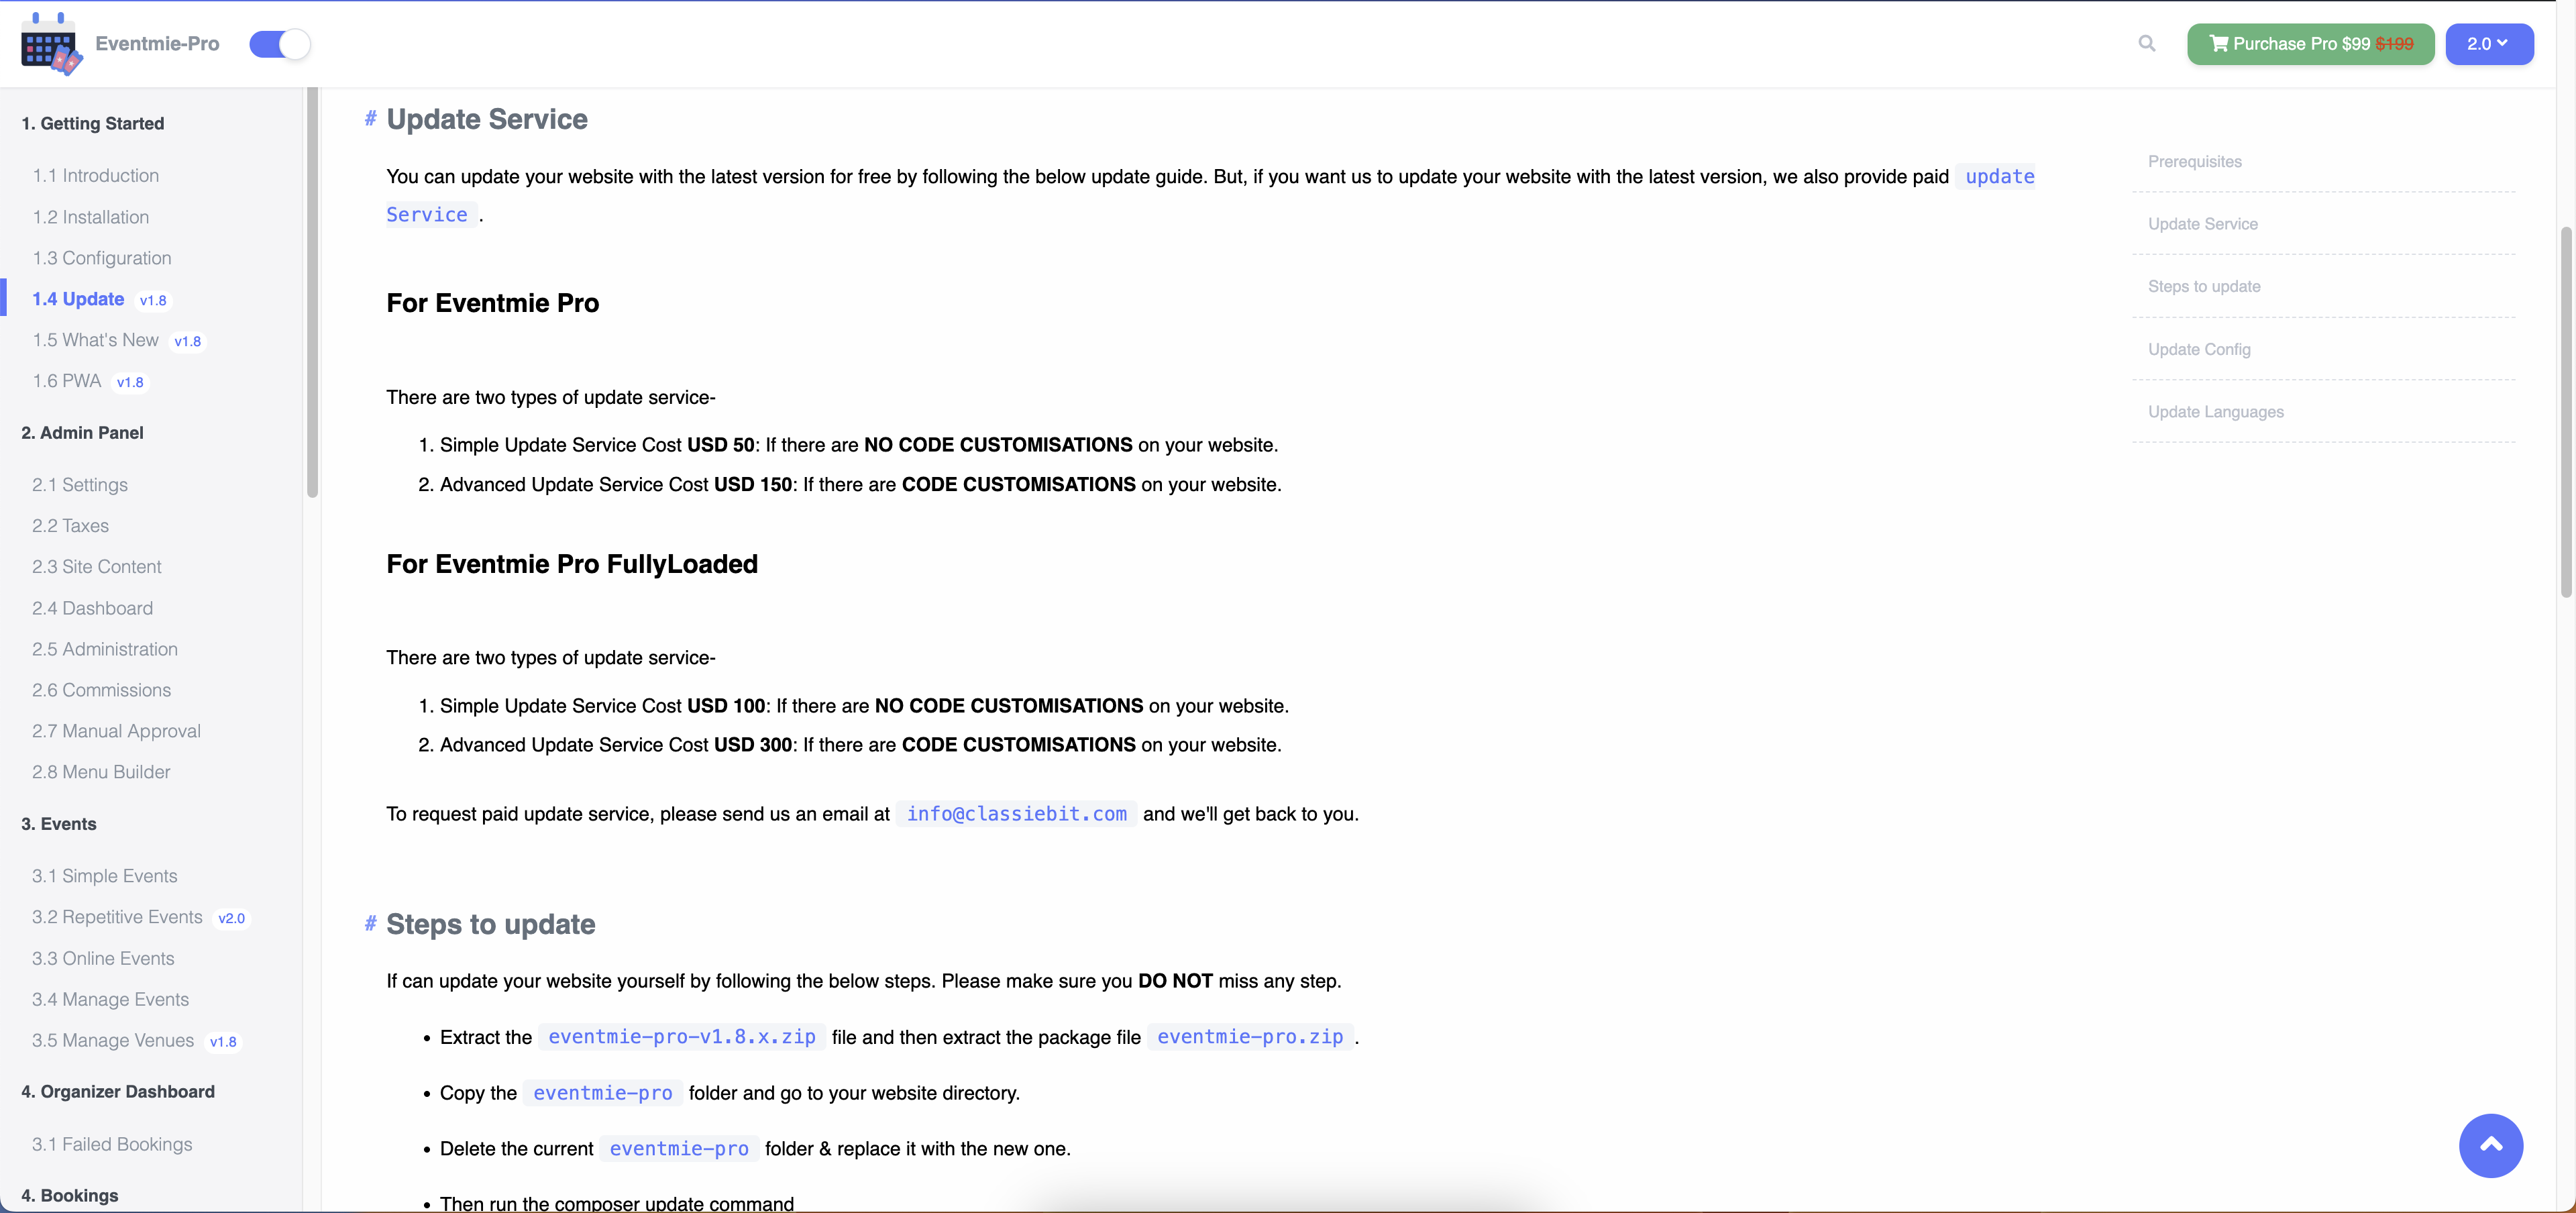 Eventmie-Pro
Purchase Pro $99 $199
2.0
1. Getting Started
1.1 Introduction
1.2 Installation
1.3 Configuration
1.4 Update v1.8
1.5 What's New v1.8
1.6 PWA v1.8
2. Admin Panel
2.1 Settings
2.2 Taxes
2.3 Site Content
2.4 Dashboard
2.5 Administration
2.6 Commissions
2.7 Manual Approval
2.8 Menu Builder
3. Events
3.1 Simple Events
3.2 Repetitive Events v2.0
3.3 Online Events
3.4 Manage Events
3.5 Manage Venues v1.8
4. Organizer Dashboard
3.1 Failed Bookings
4. Bookings
# Update Service
You can update your website with the latest version for free by following the below update guide. But, if you want us to update your website with the latest version, we also provide paid update
Service .
For Eventmie Pro
There are two types of update service-
1. Simple Update Service Cost USD 50: If there are NO CODE CUSTOMISATIONS on your website.
2. Advanced Update Service Cost USD 150: If there are CODE CUSTOMISATIONS on your website.
For Eventmie Pro FullyLoaded
There are two types of update service-
1. Simple Update Service Cost USD 100: If there are NO CODE CUSTOMISATIONS on your website.
2. Advanced Update Service Cost USD 300: If there are CODE CUSTOMISATIONS on your website.
To request paid update service, please send us an email at info@classiebit.com and we'll get back to you.
# Steps to update
If can update your website yourself by following the below steps. Please make sure you DO NOT miss any step.
• Extract the eventmie-pro-v1.8.x.zip file and then extract the package file eventmie-pro.zip .
• Copy the eventmie-pro folder and go to your website directory.
• Delete the current eventmie-pro folder & replace it with the new one.
• Then run the composer update command
Prerequisites
Update Service
Steps to update
Update Config
Update Languages